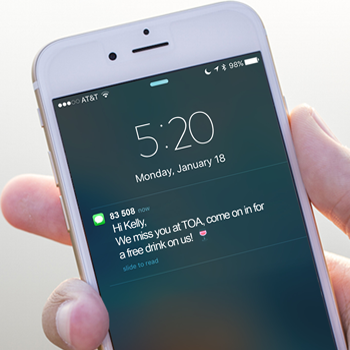 AT&T 98%
5:20
Monday, January 18
83 508 now
Hi Kelly,
We miss you at TOA, come on in for
a free drink on us! 🍷
slide to read